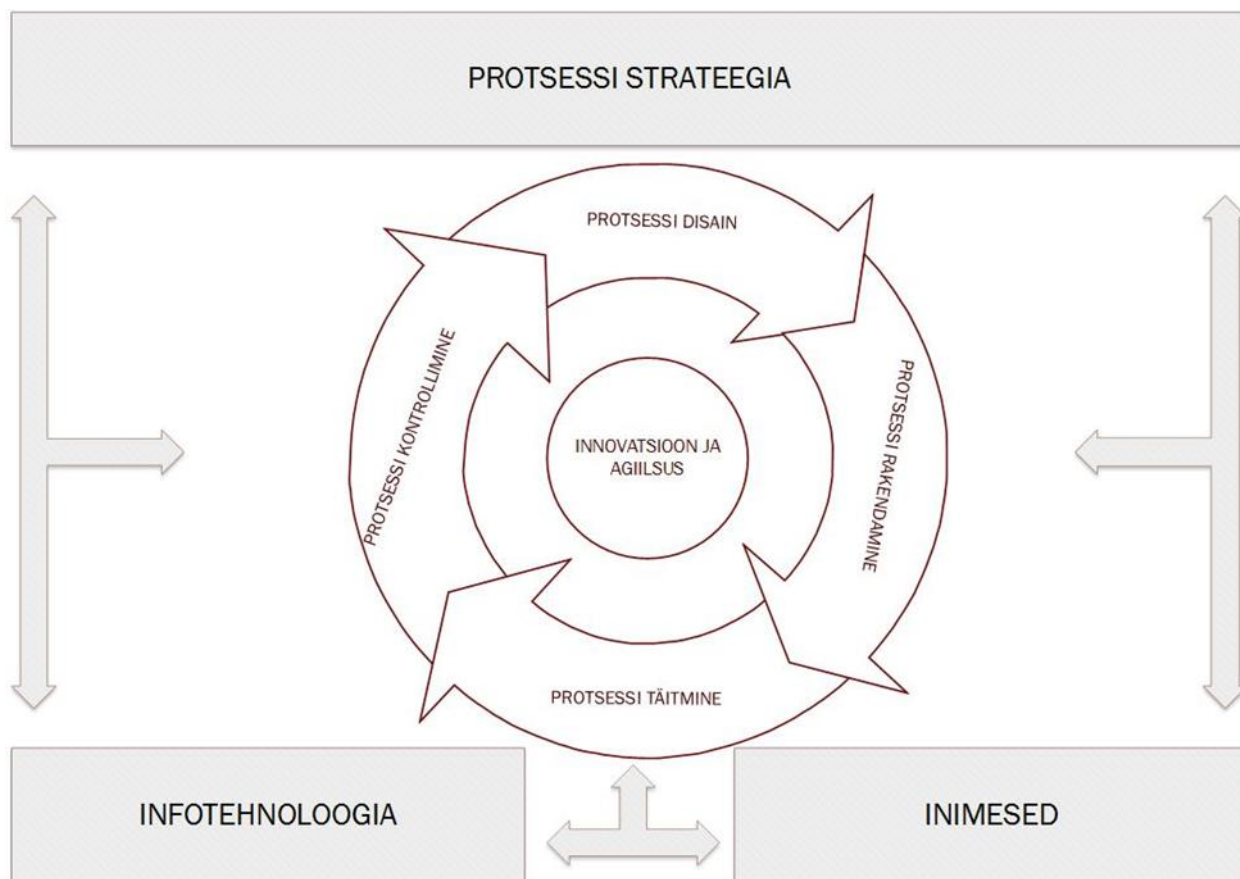 PROTSESSI STRATEEGIA
PROTSESSI DISAIN
PROTSESSI KONTROLLIMINE
INNOVATSIOON JA
AGIILSUS
PROTSESSI RAKENDAMINE
PROTSESSI TÄITMINE
INFOTEHNOLOOGIA
INIMESED